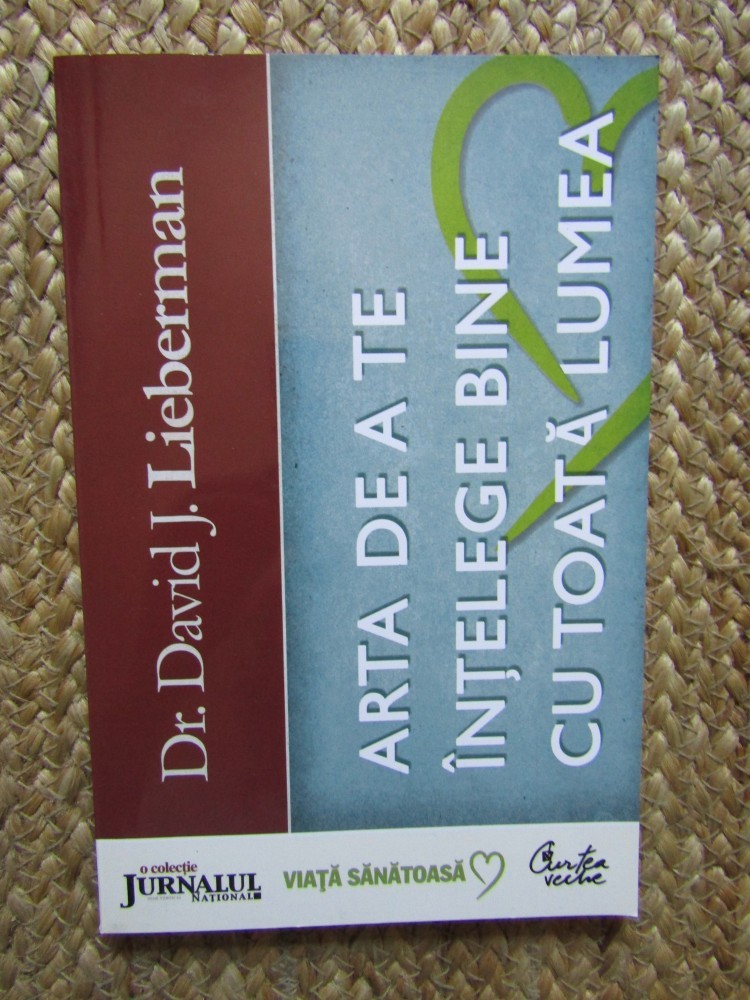 Dr. David J. Lieberman
ARTA DE A TE
ÎNȚELEGE BINE
CU TOATĂ LUMEA
o colecție
JURNALUL
NAȚIONAL
VIAȚĂ SĂNĂTOASĂ
Curtea
veche